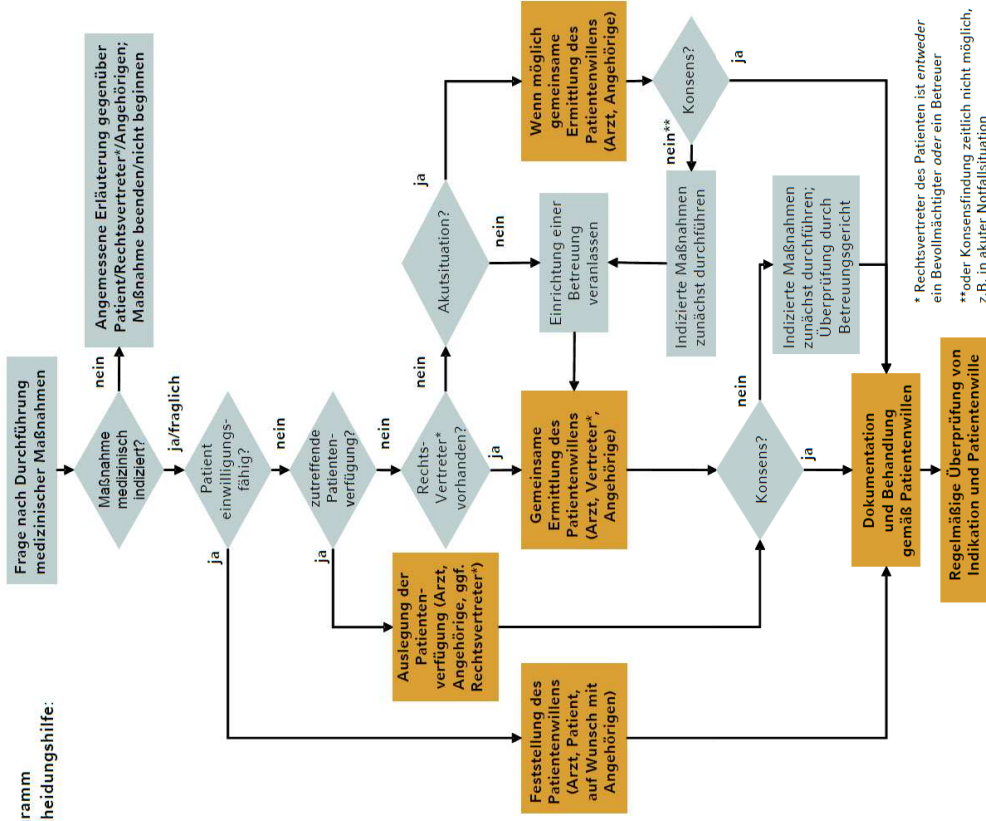 ramm
heidungshilfe:
Frage nach Durchführung
medizinischer Maßnahmen
Maßnahme
medizinisch
indiziert?
nein
Angemessene Erläuterung gegenüber
Patient/Rechtsvertreter*/Angehörigen;
Maßnahme beenden/nicht beginnen
ja/fraglich
Patient
einwilligungs-
fähig?
ja
nein
zutreffende
Patienten-
verfügung?
ja
nein
Rechts-
Vertreter*
vorhanden?
nein
ja
Akutsituation?
ja
nein
Auslegung der
Patienten-
verfügung (Arzt,
Angehörige, ggf.
Rechtsvertreter*)
Feststellung des
Patientenwillens
(Arzt, Patient,
auf Wunsch mit
Angehörigen)
Gemeinsame
Ermittlung des
Patientenwillens
(Arzt, Vertreter*,
Angehörige)
Einrichtung einer
Betreuung
veranlassen
Wenn möglich
gemeinsame
Ermittlung des
Patientenwillens
(Arzt, Angehörige)
Indizierte Maßnahmen
zunächst durchführen
nein**
Konsens?
ja
Konsens?
nein
ja
Indizierte Maßnahmen
zunächst durchführen;
Überprüfung durch
Betreuungsgericht
Dokumentation
und Behandlung
gemäß Patientenwillen
Regelmäßige Überprüfung von
Indikation und Patientenwille
* Rechtsvertreter des Patienten ist entweder
ein Bevollmächtigter oder ein Betreuer
**oder Konsensfindung zeitlich nicht möglich,
z.B. in akuter Notfallsituation